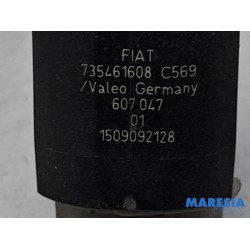 FIAT
735461608 C569
/Valeo Germany
607.047
01
1509092128
MARESIA